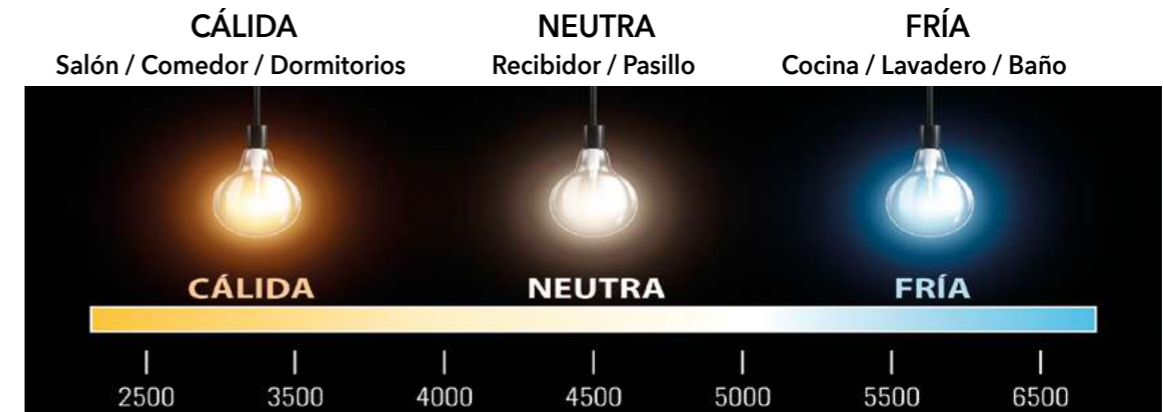 CÁLIDA NEUTRA FRÍA
Salón / Comedor / Dormitorios Recibidor / Pasillo Cocina / Lavadero / Baño
CÁLIDA NEUTRA FRÍA
2500 3500 4000 4500 5000 5500 6500